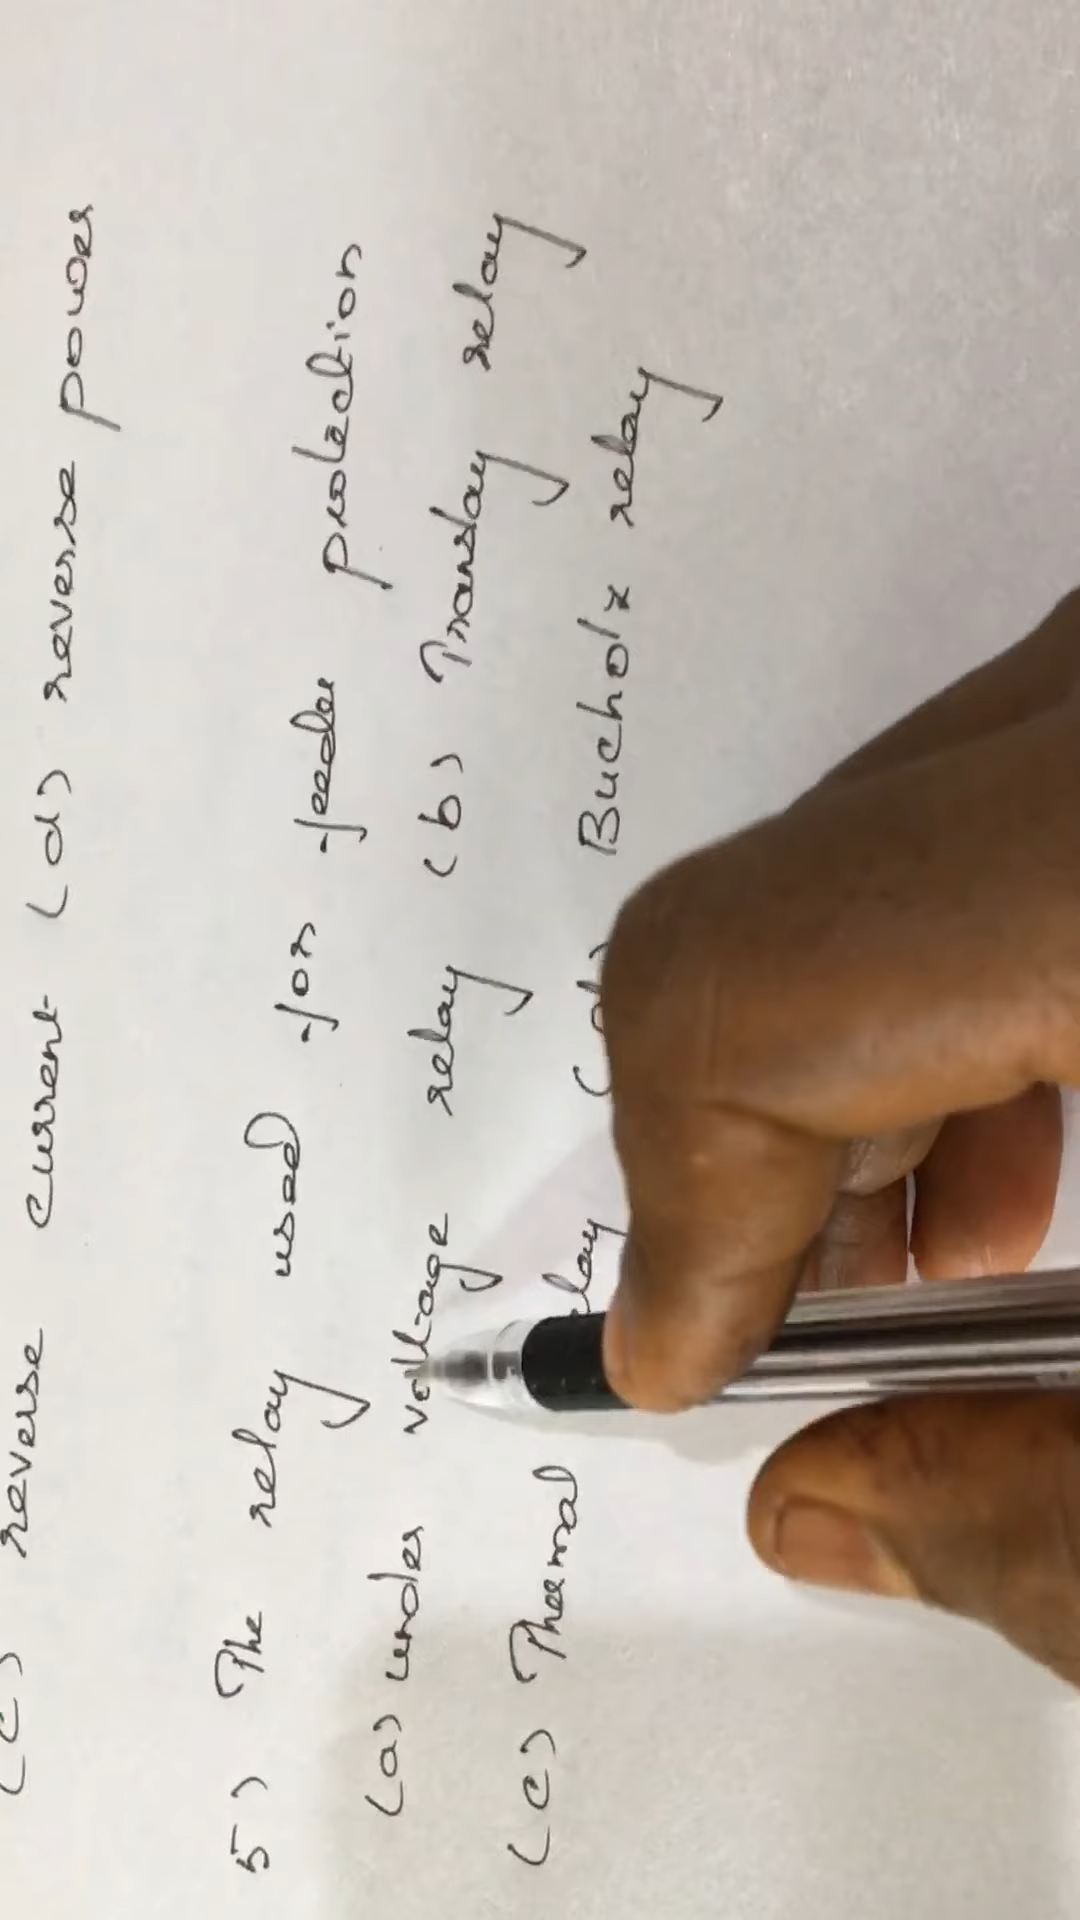 (c) reverse current (d) reverse power
5) The relay used for feeder protection
(a) under voltage relay (b) Translay relay
(c) Thermal relay (d) Bucholz relay